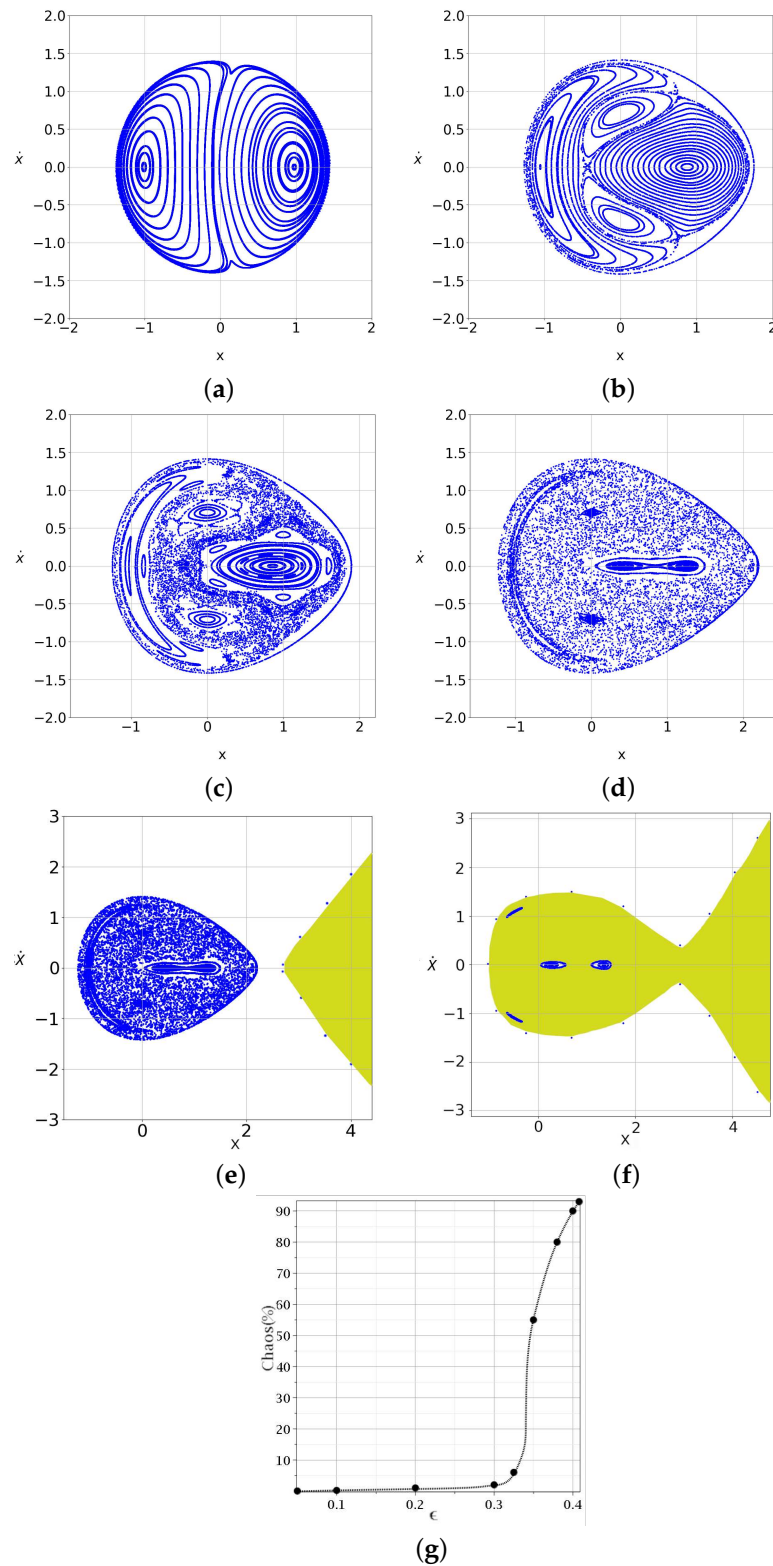 2.0 2.0
1.5 1.5
1.0 1.0
0.5 0.5
ẋ 0.0 ẋ 0.0
−0.5 −0.5
−1.0 −1.0
−1.5 −1.5
−2.0 −2.0
−2 −1 0 1 2 −2 −1 0 1 2
x x
(a) (b)
2.0 2.0
1.5 1.5
1.0 1.0
0.5 0.5
ẋ 0.0 ẋ 0.0
−0.5 −0.5
−1.0 −1.0
−1.5 −1.5
−2.0 −2.0
−1 0 1 2 −1 0 1 2
x x
(c) (d)
3 3
2 2
1 1
Ẋ 0 Ẋ 0
−1 −1
−2 −2
−3 −3
0 2 4 0 2 4
X X
(e) (f)
90
80
70
60
Chaos(%)
50
40
30
20
10
0.1 0.2 0.3 0.4
ϵ
(g)